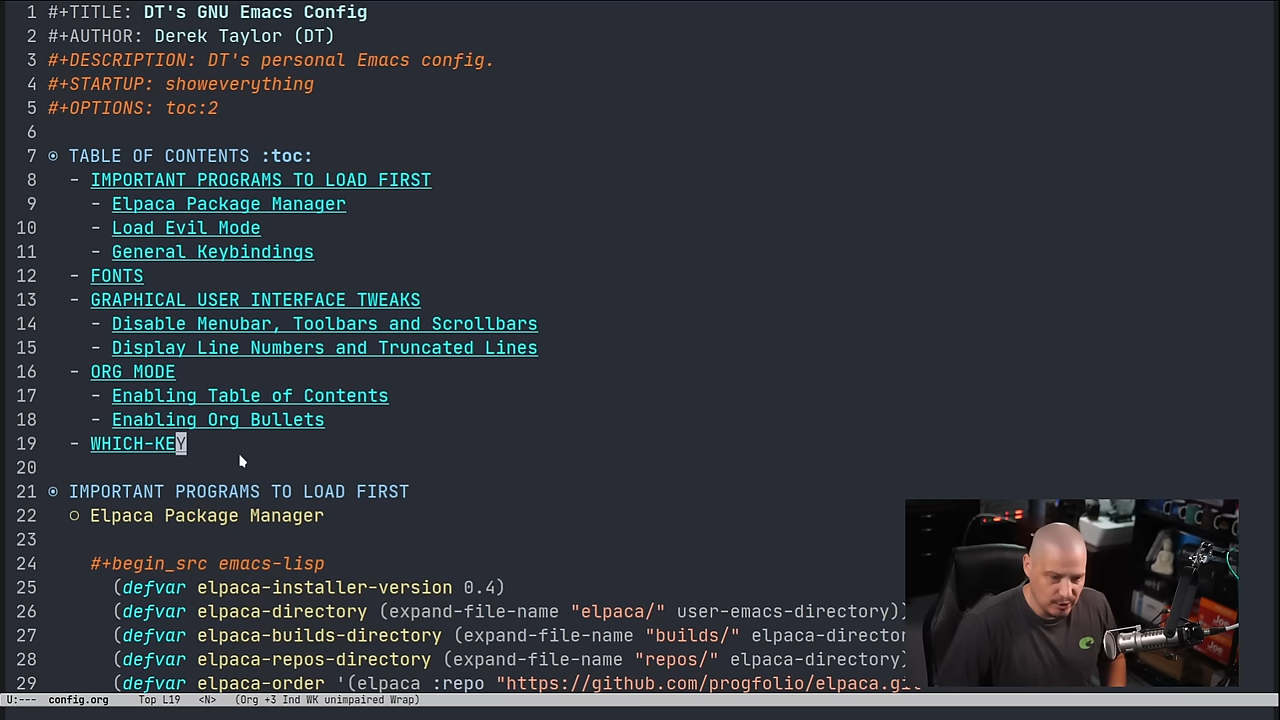 1 #+TITLE: DT's GNU Emacs Config
2 #+AUTHOR: Derek Taylor (DT)
3 #+DESCRIPTION: DT's personal Emacs config.
4 #+STARTUP: showeverything
5 #+OPTIONS: toc:2
6
7 ◉ TABLE OF CONTENTS :toc:
8 - IMPORTANT PROGRAMS TO LOAD FIRST
9 - Elpaca Package Manager
10 - Load Evil Mode
11 - General Keybindings
12 - FONTS
13 - GRAPHICAL USER INTERFACE TWEAKS
14 - Disable Menubar, Toolbars and Scrollbars
15 - Display Line Numbers and Truncated Lines
16 - ORG MODE
17 - Enabling Table of Contents
18 - Enabling Org Bullets
19 - WHICH-KEY
20
21 ◉ IMPORTANT PROGRAMS TO LOAD FIRST
22 ○ Elpaca Package Manager
23
24 #+begin_src emacs-lisp
25 (defvar elpaca-installer-version 0.4)
26 (defvar elpaca-directory (expand-file-name "elpaca/" user-emacs-directory))
27 (defvar elpaca-builds-directory (expand-file-name "builds/" elpaca-director
28 (defvar elpaca-repos-directory (expand-file-name "repos/" elpaca-directory)
29 (defvar elpaca-order '(elpaca :repo "https://github.com/progfolio/elpaca.git
U:--- config.org Top L19 <N> (Org +3 Ind WK unimpaired Wrap)